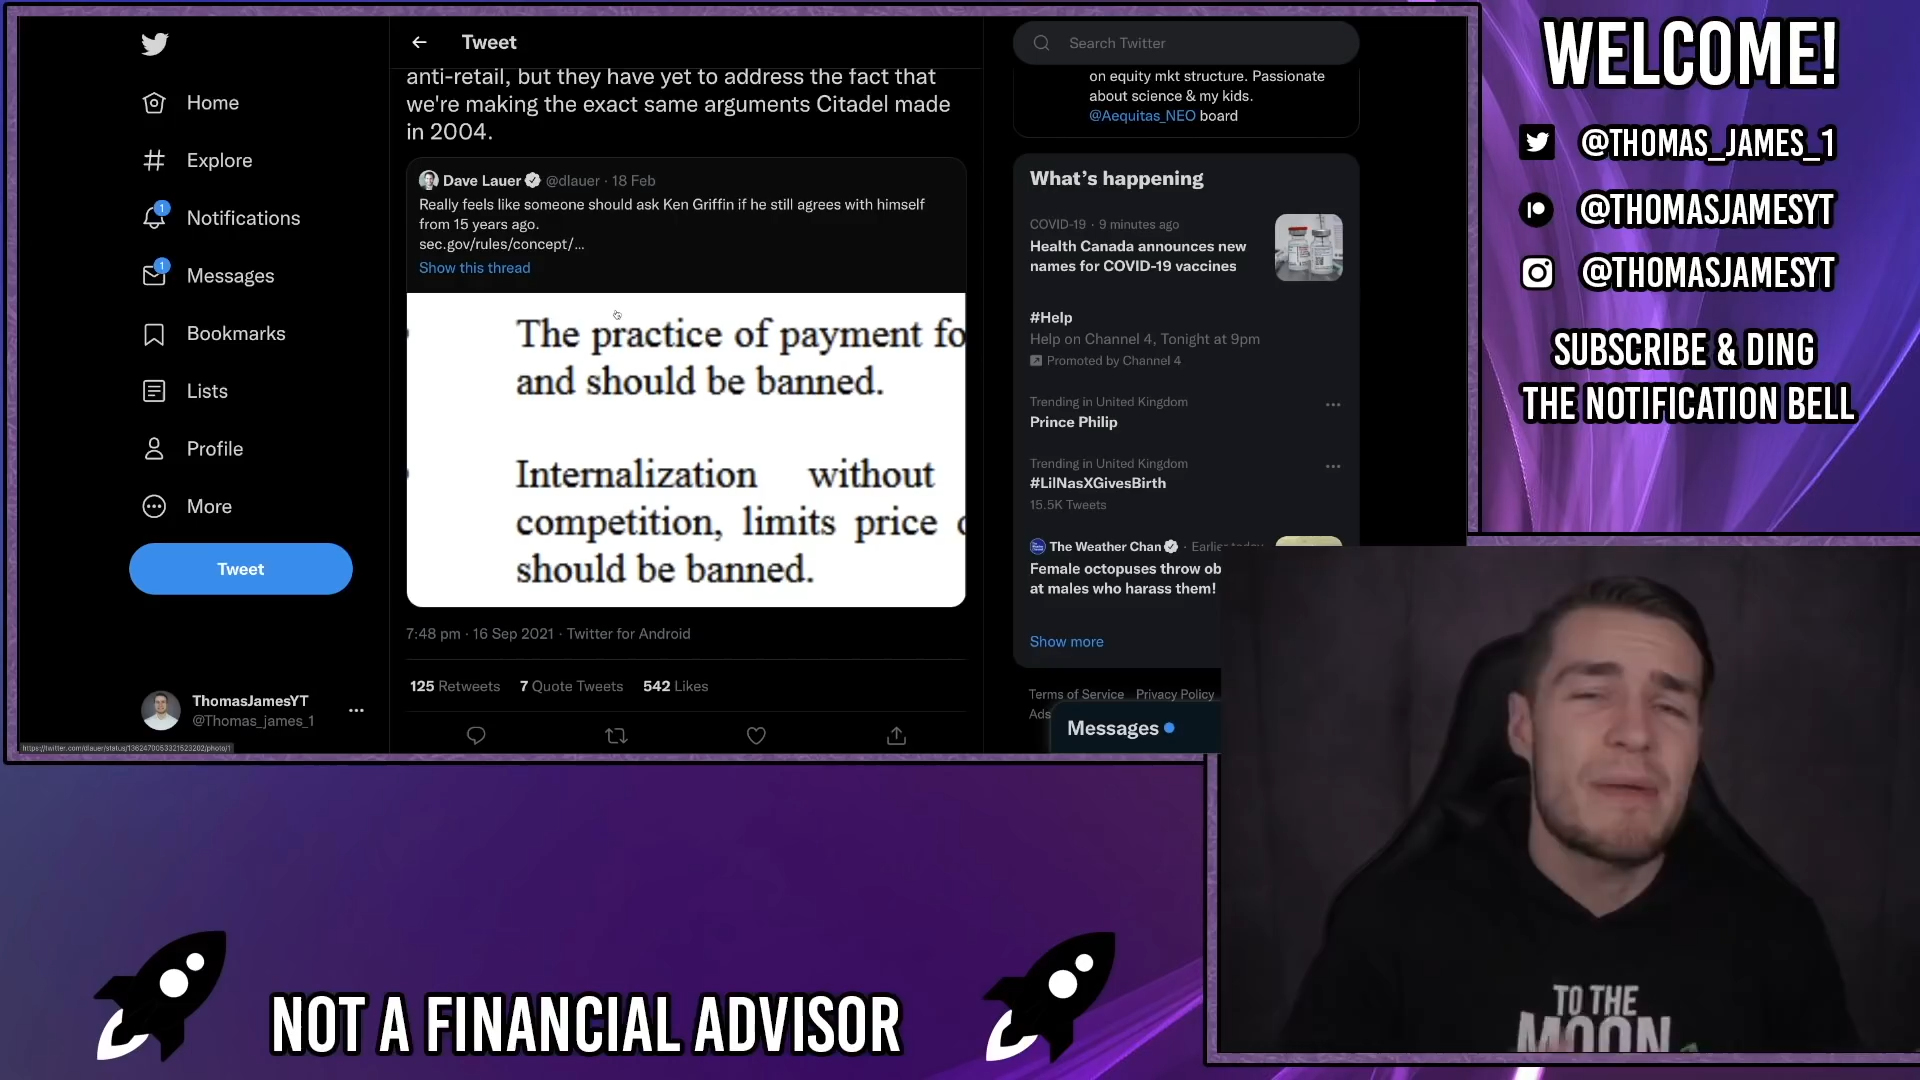 Home
Explore
1
Notifications
1
Messages
Bookmarks
Lists
Profile
More
Tweet
ThomasJamesYT
@Thomas_james_1
Tweet
anti-retail, but they have yet to address the fact that
we're making the exact same arguments Citadel made
in 2004.
Dave Lauer @dlauer · 18 Feb
Really feels like someone should ask Ken Griffin if he still agrees with himself
from 15 years ago.
sec.gov/rules/concept/...
Show this thread
The practice of payment fo
and should be banned.
Internalization without
competition, limits price
should be banned.
7:48 pm · 16 Sep 2021 · Twitter for Android
125 Retweets 7 Quote Tweets 542 Likes
Search Twitter
on equity mkt structure. Passionate
about science & my kids.
@Aequitas_NEO board
What's happening
COVID-19 · 9 minutes ago
Health Canada announces new
names for COVID-19 vaccines
#Help
Help on Channel 4, Tonight at 9pm
Promoted by Channel 4
Trending in United Kingdom
Prince Philip
Trending in United Kingdom
#LilNasXGivesBirth
15.5K Tweets
The Weather Chan · Earlier today
Female octopuses throw ob
at males who harass them!
Show more
Terms of Service Privacy Policy
Ads
Messages
WELCOME!
@THOMAS_JAMES_1
@THOMASJAMESYT
@THOMASJAMESYT
SUBSCRIBE & DING
THE NOTIFICATION BELL
NOT A FINANCIAL ADVISOR
TO THE
MOON